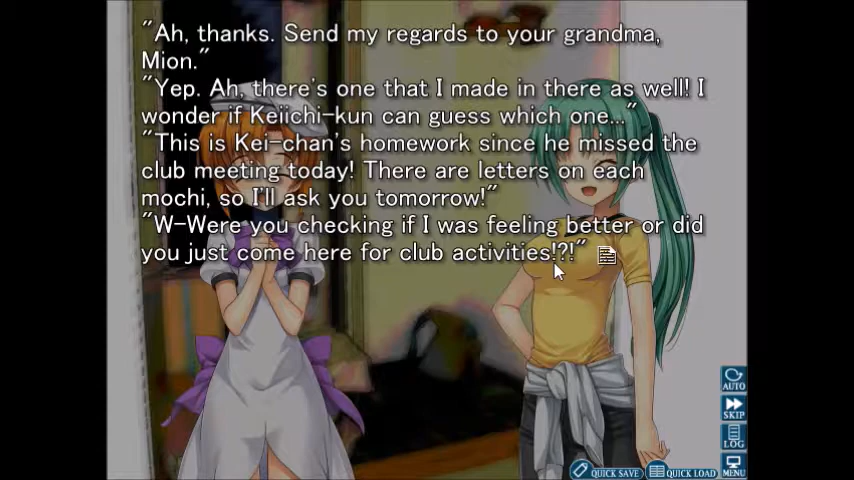 "Ah, thanks. Send my regards to your grandma,
Mion."
"Yep. Ah, there's one that I made in there as well! I
wonder if Keiichi-kun can guess which one..."
"This is Kei-chan's homework since he missed the
club meeting today! There are letters on each
mochi, so I'll ask you tomorrow!"
"W-Were you checking if I was feeling better or did
you just come here for club activities!?!"
AUTO
SKIP
LOG
MENU
QUICK SAVE
QUICK LOAD